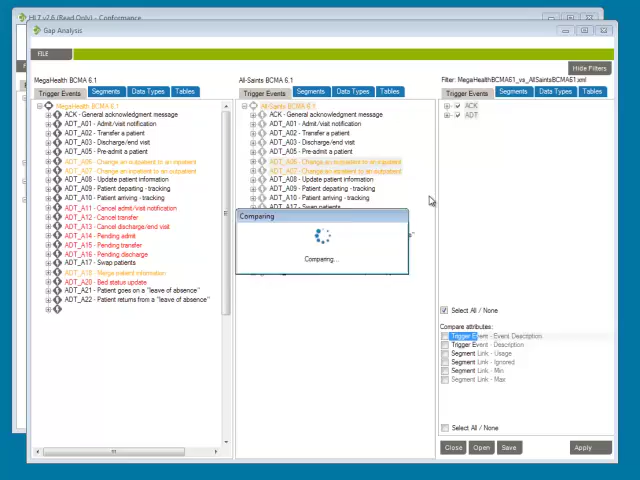 HL7 v2.6 (Read Only) - Conformance
Gap Analysis
FILE
Hide Filters
MegaHealth BCMA 6.1
Trigger Events
Segments
Data Types
Tables
MegaHealth BCMA 6.1
ACK - General acknowledgment message
ADT_A01 - Admit/visit notification
ADT_A02 - Transfer a patient
ADT_A03 - Discharge/end visit
ADT_A05 - Pre-admit a patient
ADT_A06 - Change an outpatient to an inpatient
ADT_A07 - Change an inpatient to an outpatient
ADT_A08 - Update patient information
ADT_A09 - Patient departing - tracking
ADT_A10 - Patient arriving - tracking
ADT_A11 - Cancel admit/visit notification
ADT_A12 - Cancel transfer
ADT_A13 - Cancel discharge/end visit
ADT_A14 - Pending admit
ADT_A15 - Pending transfer
ADT_A16 - Pending discharge
ADT_A17 - Swap patients
ADT_A18 - Merge patient information
ADT_A20 - Bed status update
ADT_A21 - Patient goes on a "leave of absence"
ADT_A22 - Patient returns from a "leave of absence"
All-Saints BCMA 6.1
Trigger Events
Segments
Data Types
Tables
All-Saints BCMA 6.1
ACK - General acknowledgment message
ADT_A01 - Admit/visit notification
ADT_A02 - Transfer a patient
ADT_A03 - Discharge/end visit
ADT_A05 - Pre-admit a patient
ADT_A06 - Change an outpatient to an inpatient
ADT_A07 - Change an inpatient to an outpatient
ADT_A08 - Update patient information
ADT_A09 - Patient departing - tracking
ADT_A10 - Patient arriving - tracking
ADT_A17 - Swap patients
Comparing
Comparing...
Filter: MegaHealthBCMA61_vs_AllSaintsBCMA61.xml
Trigger Events
Segments
Data Types
Tables
ACK
ADT
Select All / None
Compare attributes:
Trigger Event - Event Description
Trigger Event - Description
Segment Link - Usage
Segment Link - Ignored
Segment Link - Min
Segment Link - Max
Select All / None
Close
Open
Save
Apply